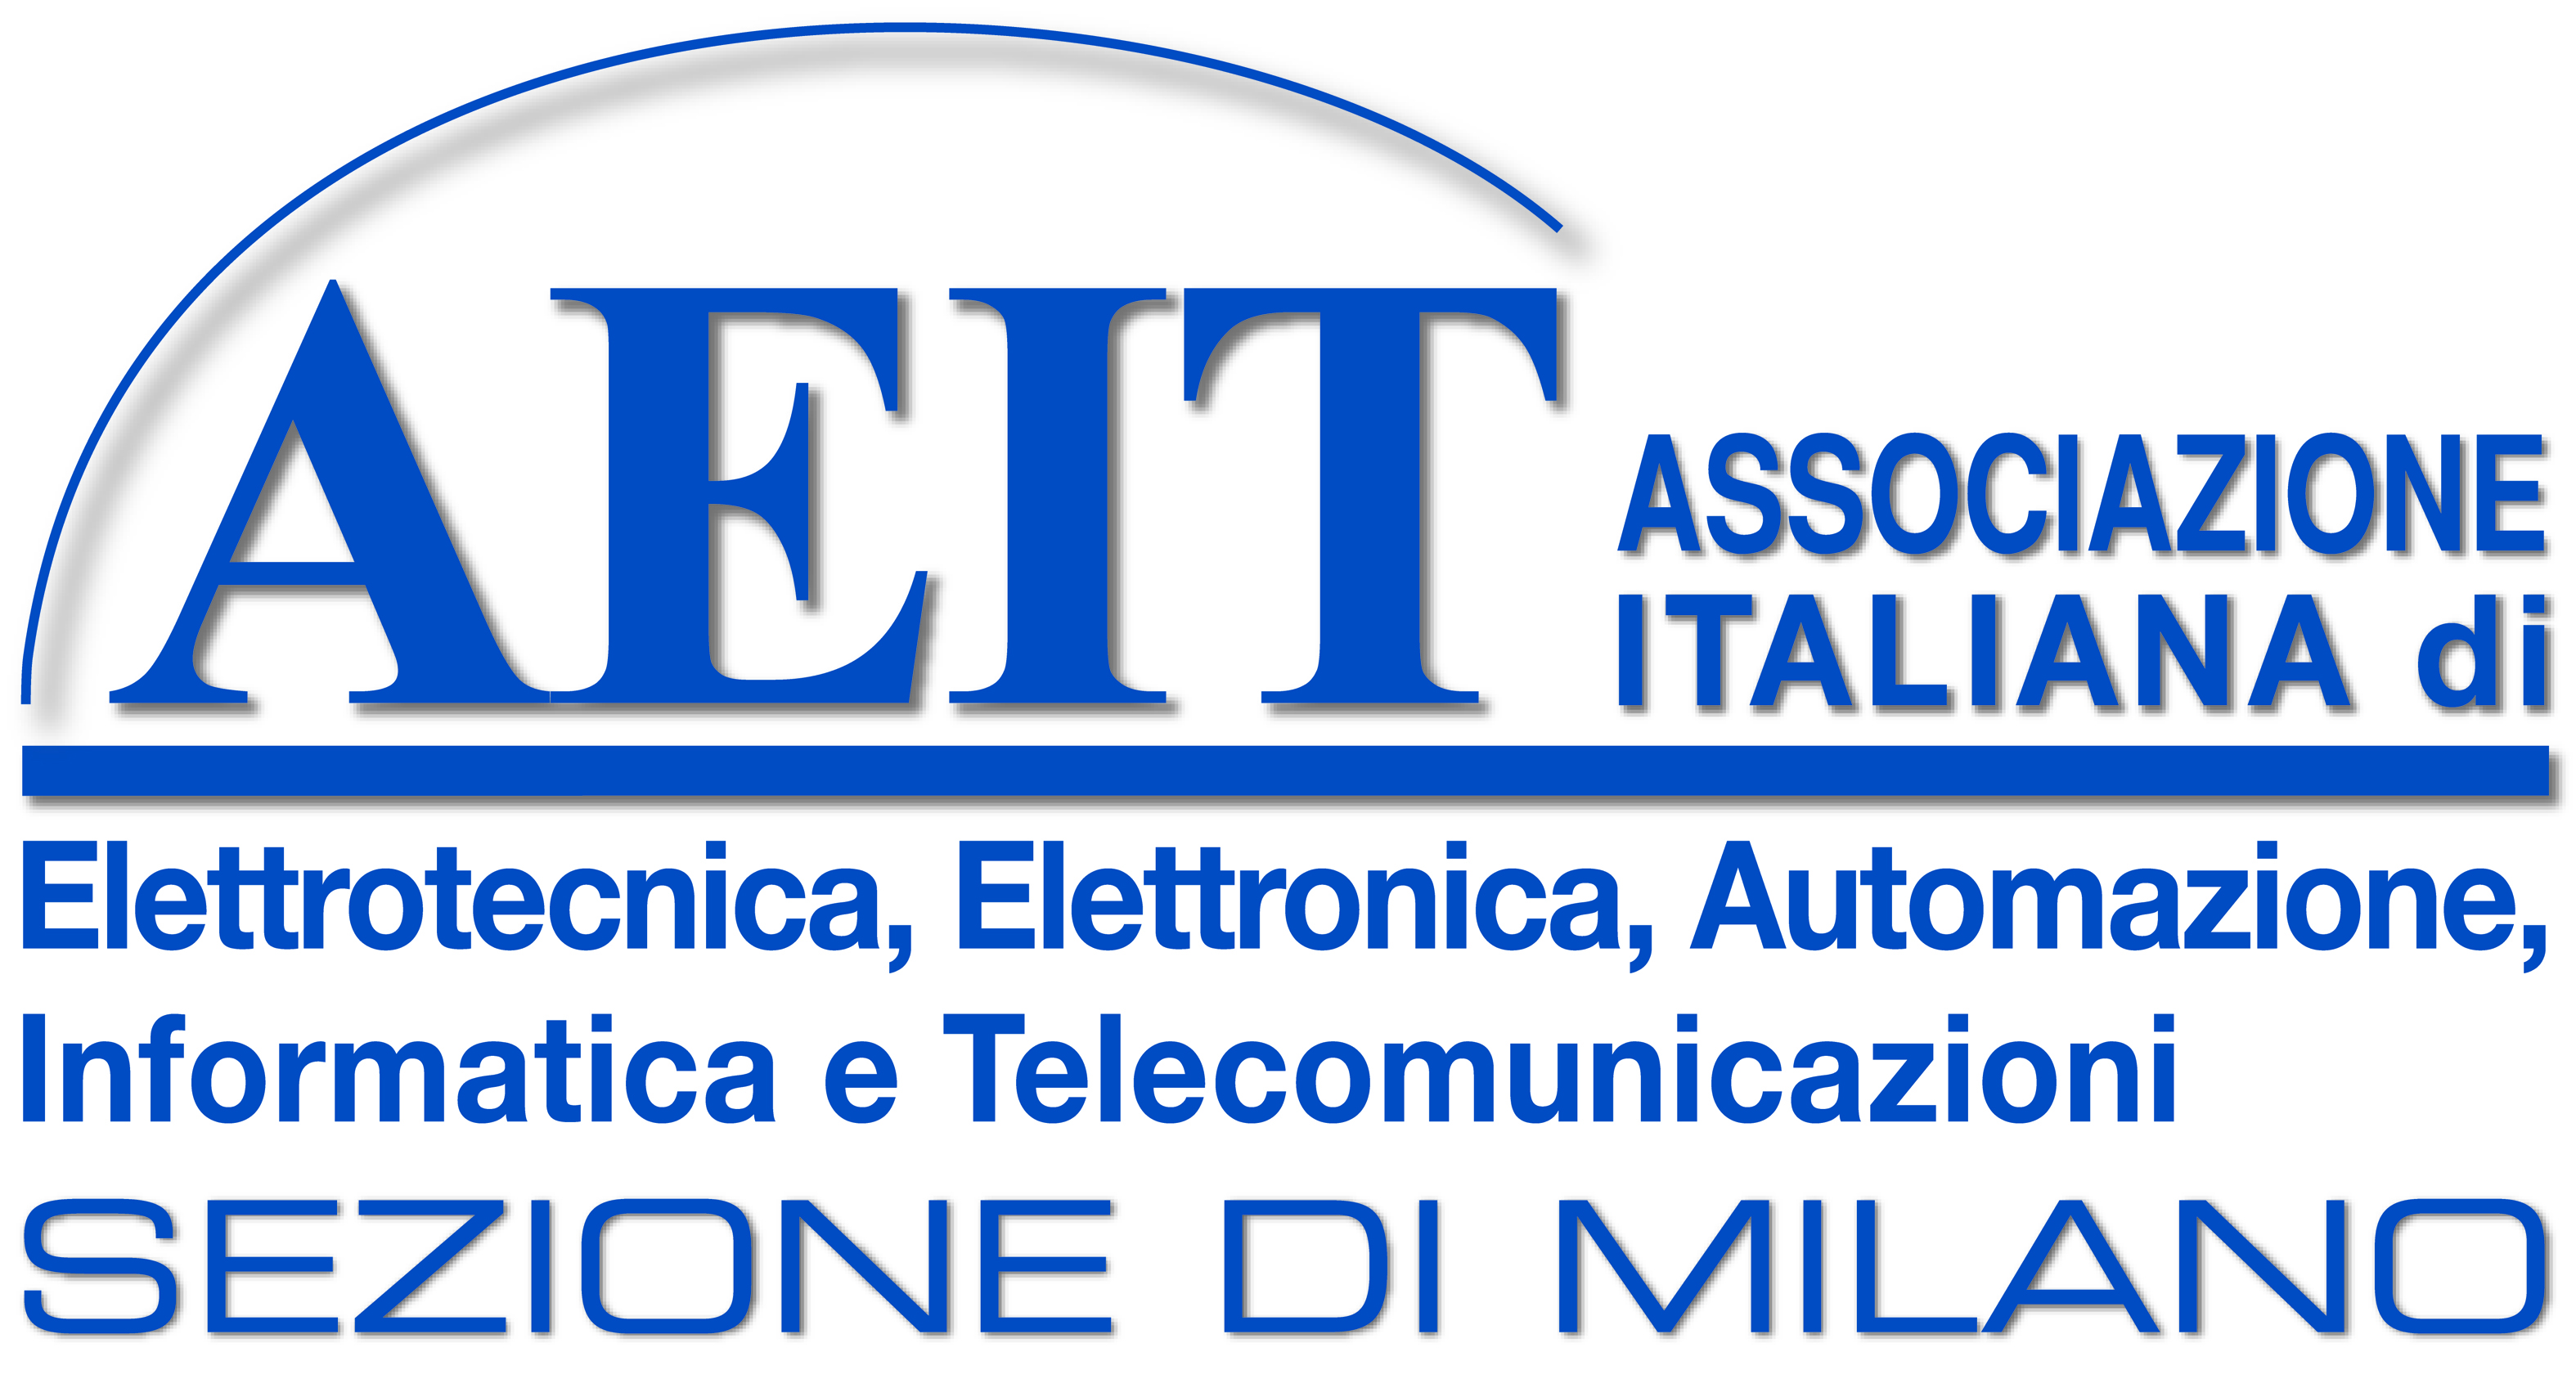 AEIT
ASSOCIAZIONE
ITALIANA di
Elettrotecnica, Elettronica, Automazione,
Informatica e Telecomunicazioni
SEZIONE DI MILANO